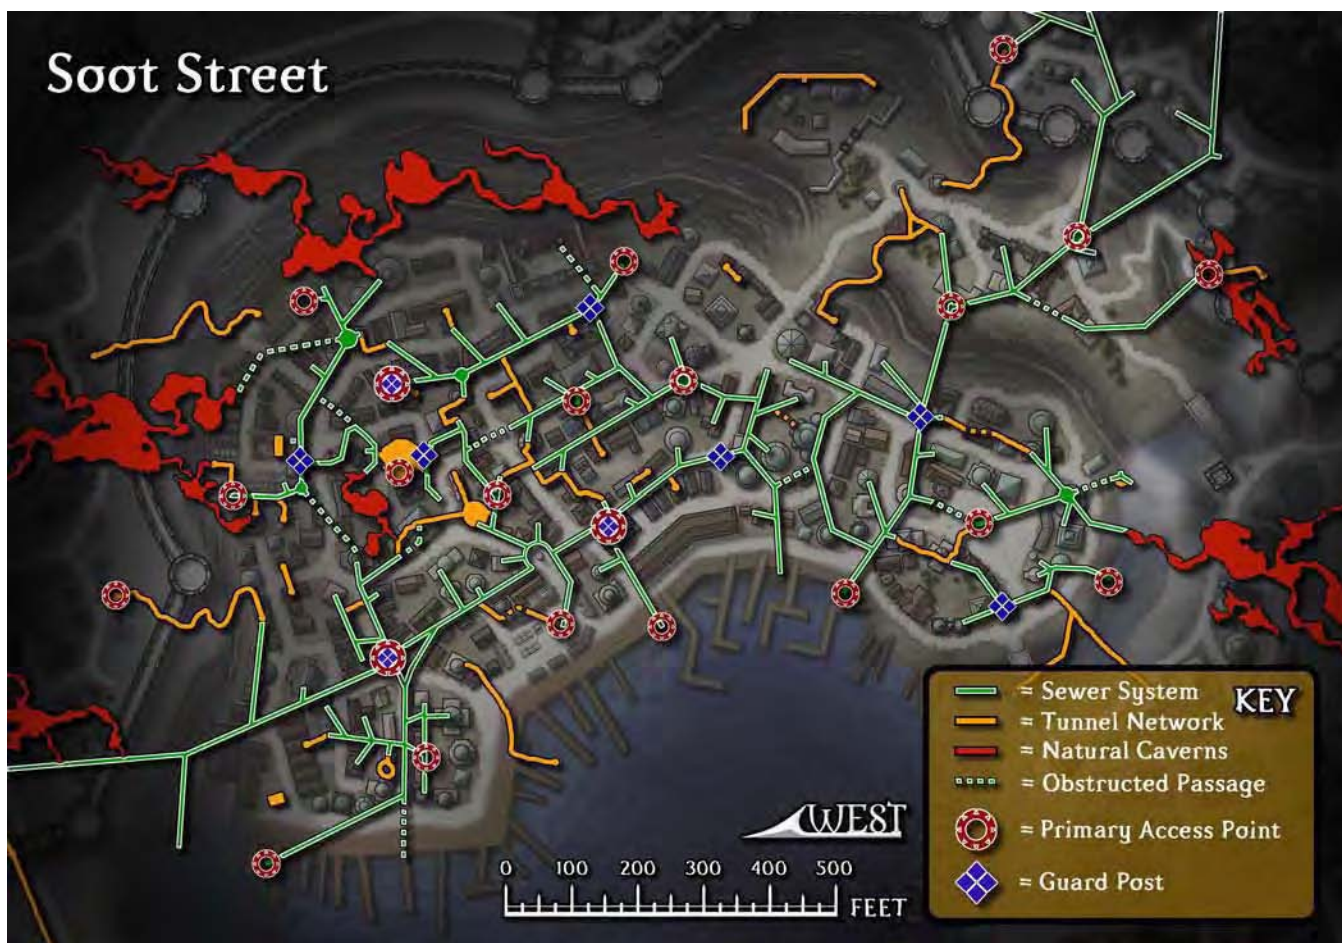 Soot Street
KEY
= Sewer System
= Tunnel Network
= Natural Caverns
= Obstructed Passage
= Primary Access Point
= Guard Post
WEST
0 100 200 300 400 500
FEET